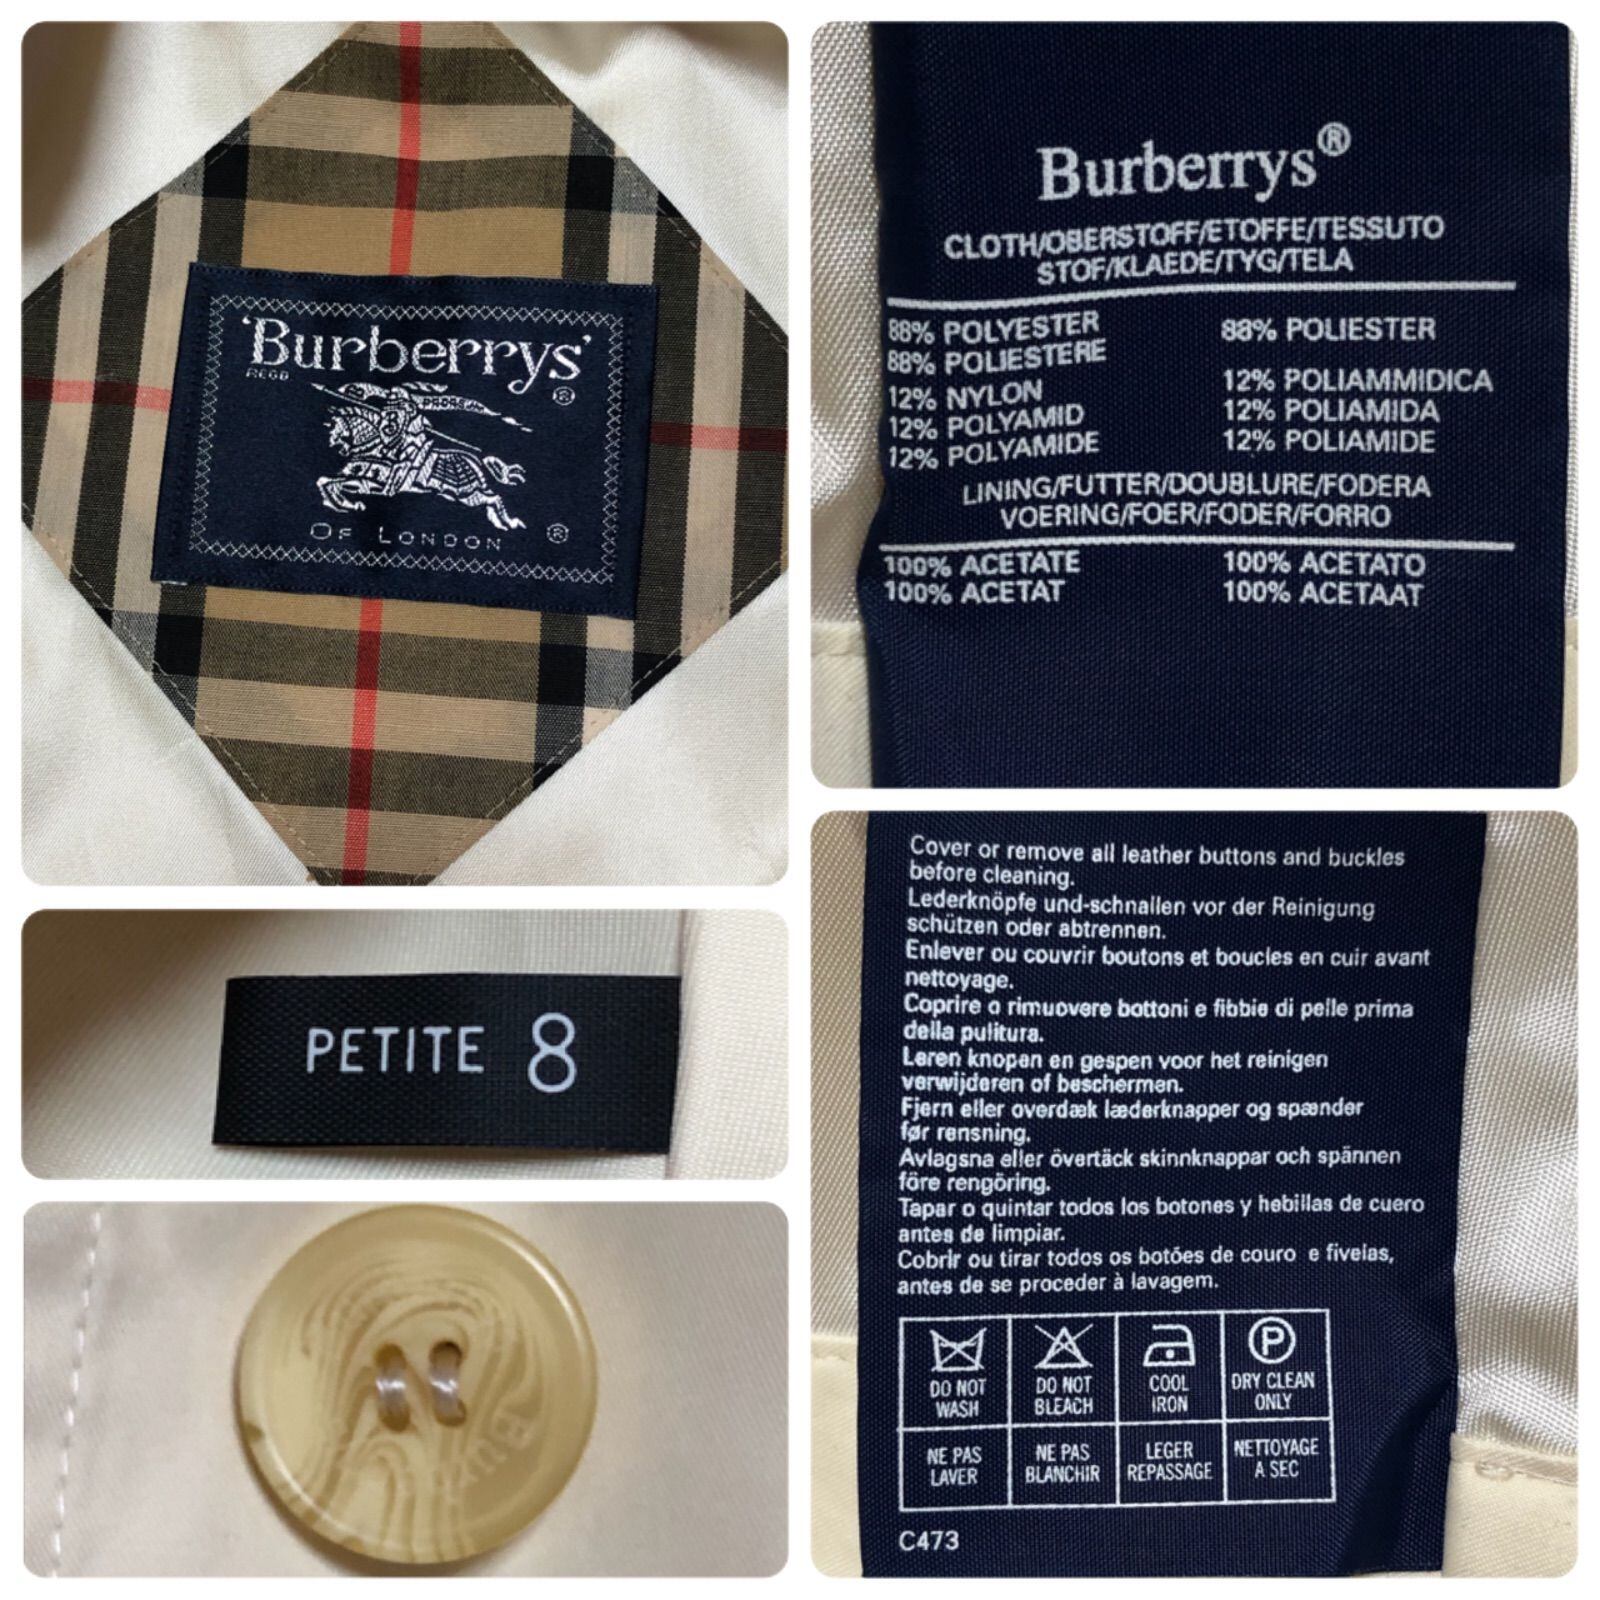 'Burberrys'
REGD
®
PRORSUM
OF LONDON ®
PETITE 8
Burberrys®
CLOTH/OBERSTOFF/ETOFFE/TESSUTO
STOF/KLAEDE/TYG/TELA
88% POLYESTER 88% POLIESTER
88% POLIESTERE
12% NYLON 12% POLIAMMIDICA
12% POLYAMID 12% POLIAMIDA
12% POLYAMIDE 12% POLIAMIDE
LINING/FUTTER/DOUBLURE/FODERA
VOERING/FOER/FODER/FORRO
100% ACETATE 100% ACETATO
100% ACETAT 100% ACETAAT
Cover or remove all leather buttons and buckles
before cleaning.
Lederknöpfe und-schnallen vor der Reinigung
schützen oder abtrennen.
Enlever ou couvrir boutons et boucles en cuir avant
nettoyage.
Coprire o rimuovere bottoni e fibbie di pelle prima
della pulitura.
Leren knopen en gespen voor het reinigen
verwijderen of beschermen.
Fjern eller overdæk læderknapper og spænder
før rensning.
Avlagsna eller övertäck skinnknappar och spännen
före rengöring.
Tapar o quintar todos los botones y hebillas de cuero
antes de limpiar.
Cobrir ou tirar todos os botões de couro e fivelas,
antes de se proceder à lavagem.
P
DO NOT DO NOT COOL DRY CLEAN
WASH BLEACH IRON ONLY
NE PAS NE PAS LEGER NETTOYAGE
LAVER BLANCHIR REPASSAGE A SEC
C473